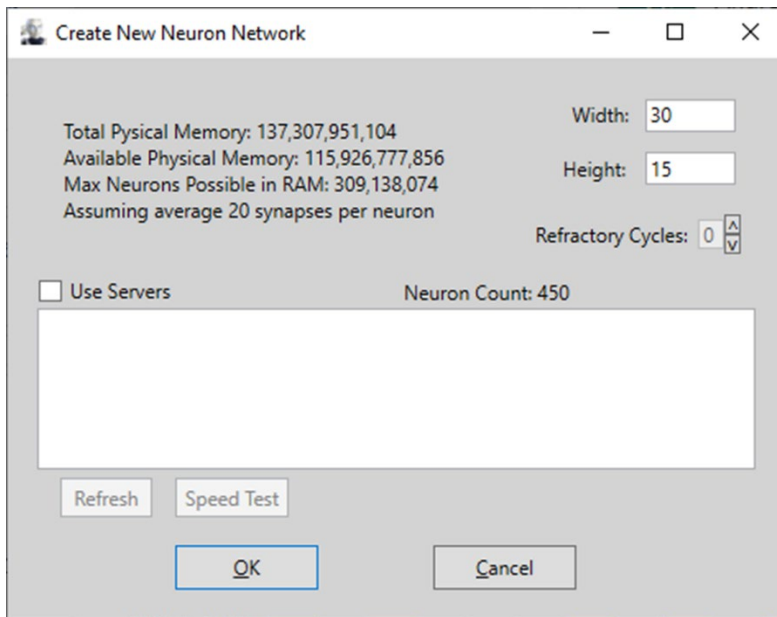 Create New Neuron Network
Width: 30
Total Pysical Memory: 137,307,951,104
Available Physical Memory: 115,926,777,856
Height: 15
Max Neurons Possible in RAM: 309,138,074
Assuming average 20 synapses per neuron
Refractory Cycles: 0
Use Servers
Neuron Count: 450
Refresh
Speed Test
OK
Cancel